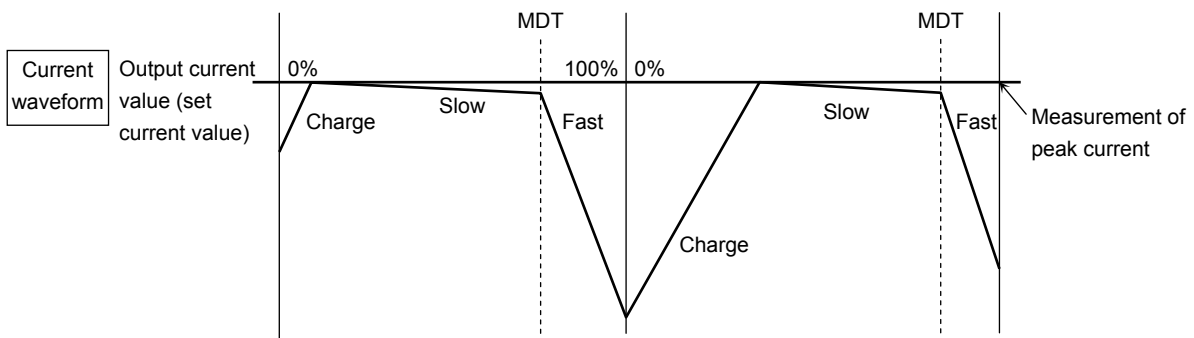 MDT
MDT
Current
waveform
Output current
value (set
current value)
0%
100%
0%
Charge
Slow
Fast
Charge
Slow
Fast
Measurement of
peak current